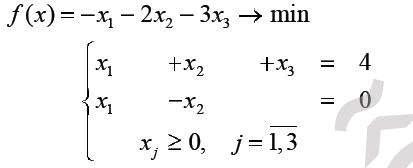 f(x) = −x₁ − 2x₂ − 3x₃ → min
x₁ +x₂ +x₃ = 4
x₁ −x₂ = 0
xⱼ ≥ 0, j = 1,3